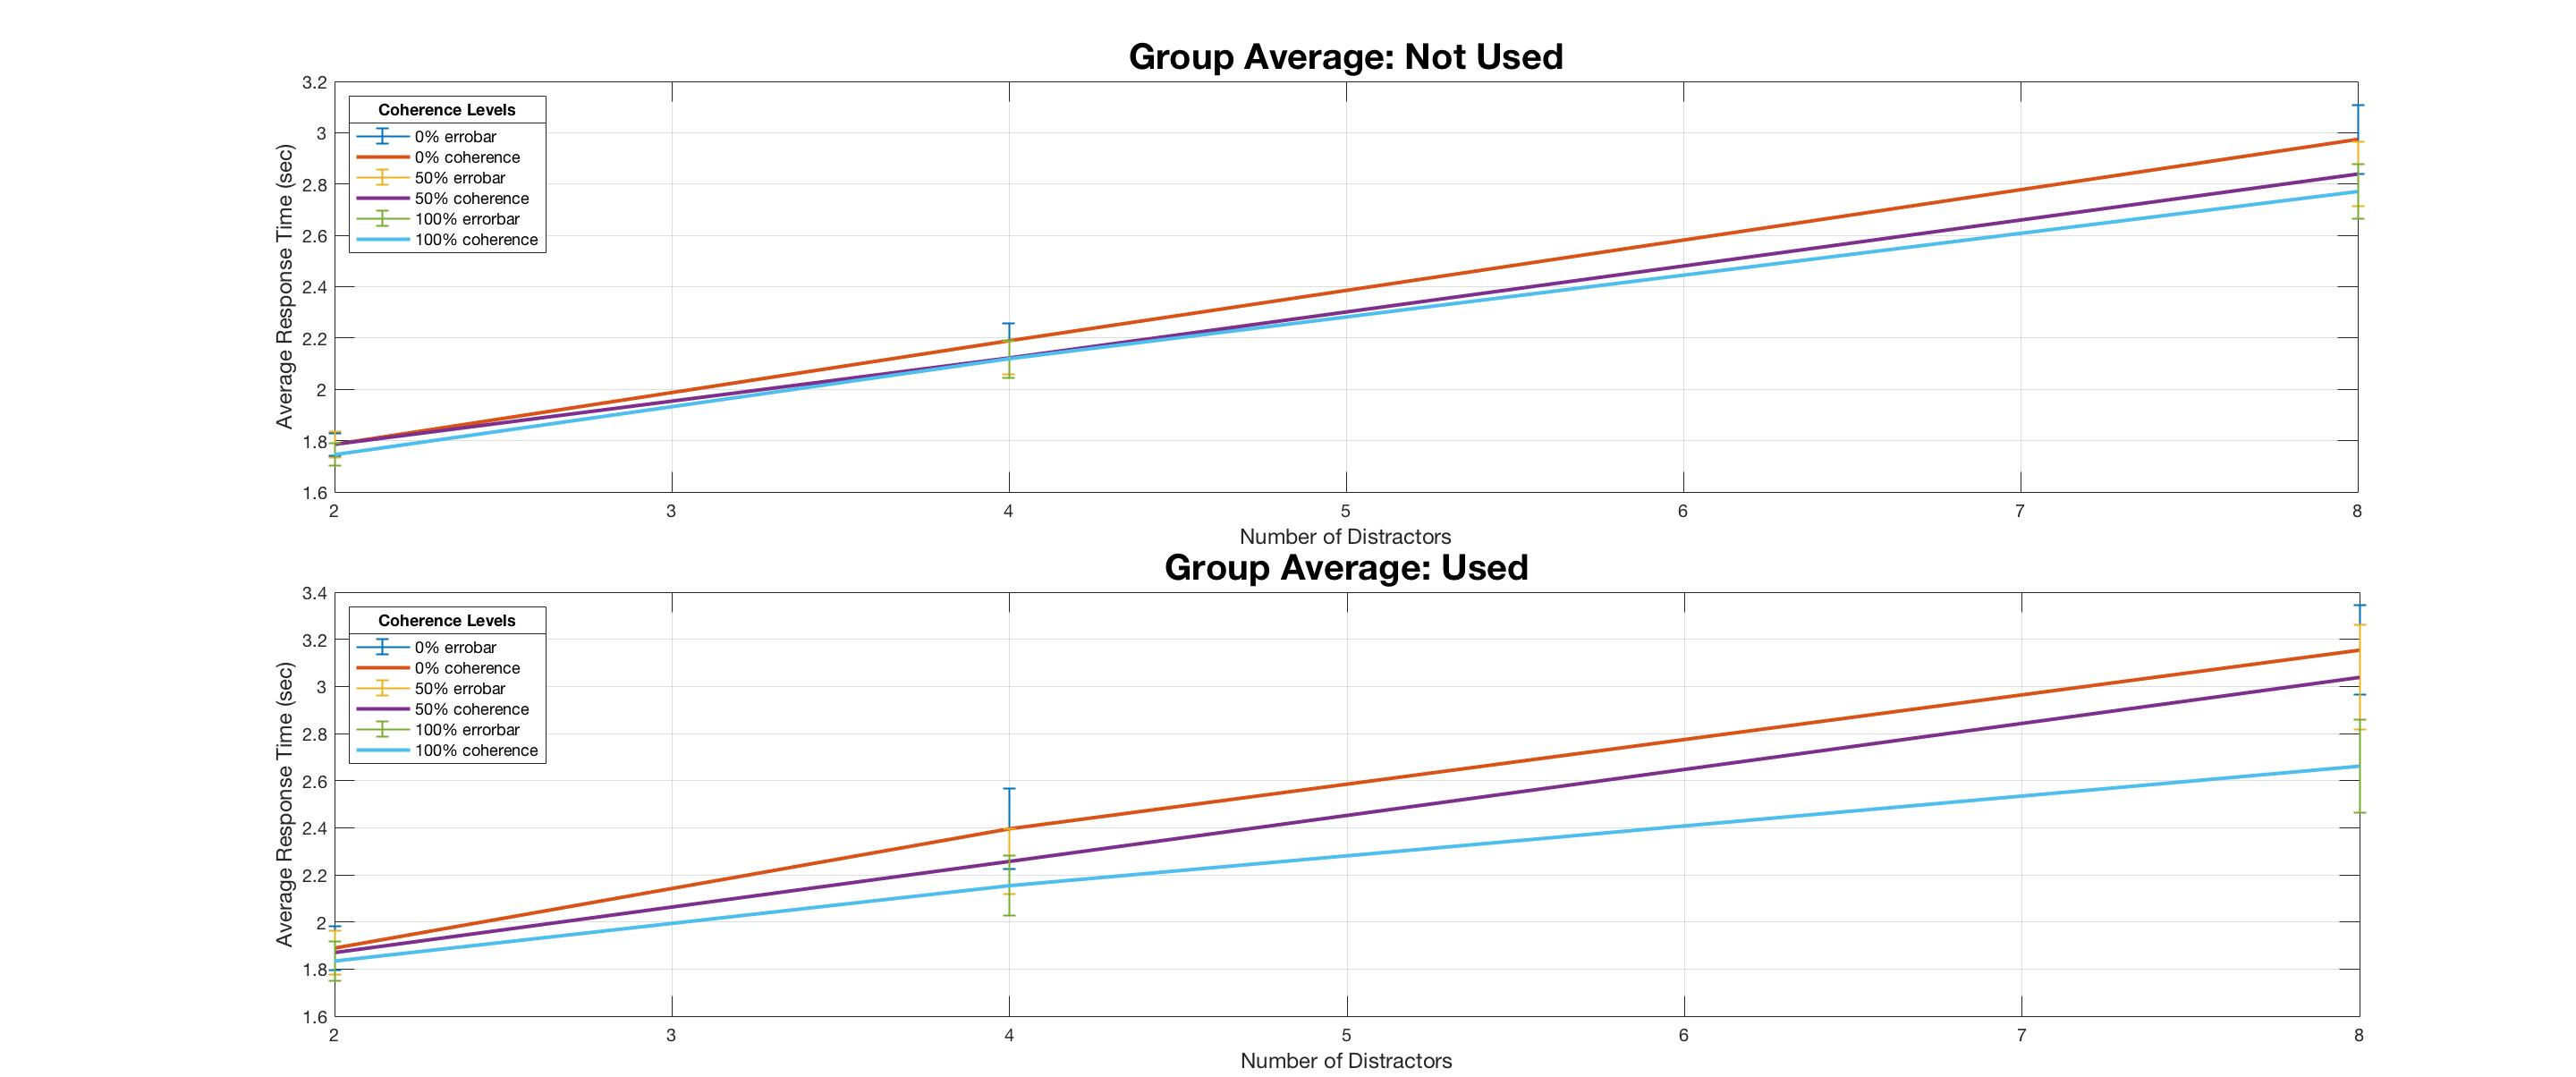 Group Average: Not Used
3.2
3
2.8
2.6
2.4
2.2
2
1.8
1.6
Average Response Time (sec)
Coherence Levels
0% errobar
0% coherence
50% errobar
50% coherence
100% errorbar
100% coherence
2 3 4 5 6 7 8
Number of Distractors
Group Average: Used
3.4
3.2
3
2.8
2.6
2.4
2.2
2
1.8
1.6
Average Response Time (sec)
Coherence Levels
0% errobar
0% coherence
50% errobar
50% coherence
100% errorbar
100% coherence
2 3 4 5 6 7 8
Number of Distractors